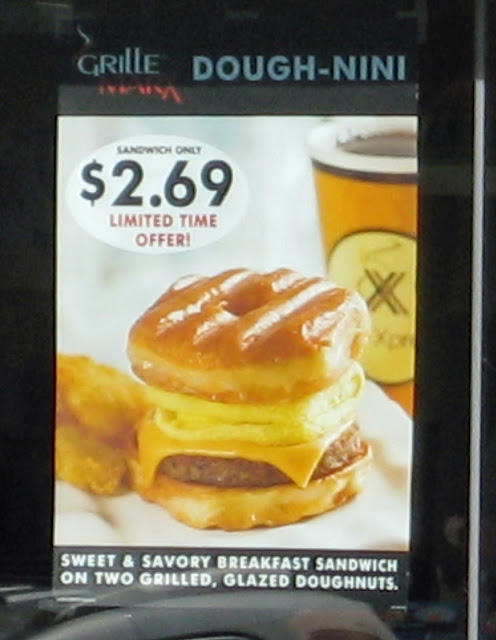 GRILLE
MARX
DOUGH-NINI
SANDWICH ONLY
$2.69
LIMITED TIME
OFFER!
X
SWEET & SAVORY BREAKFAST SANDWICH
ON TWO GRILLED, GLAZED DOUGHNUTS.